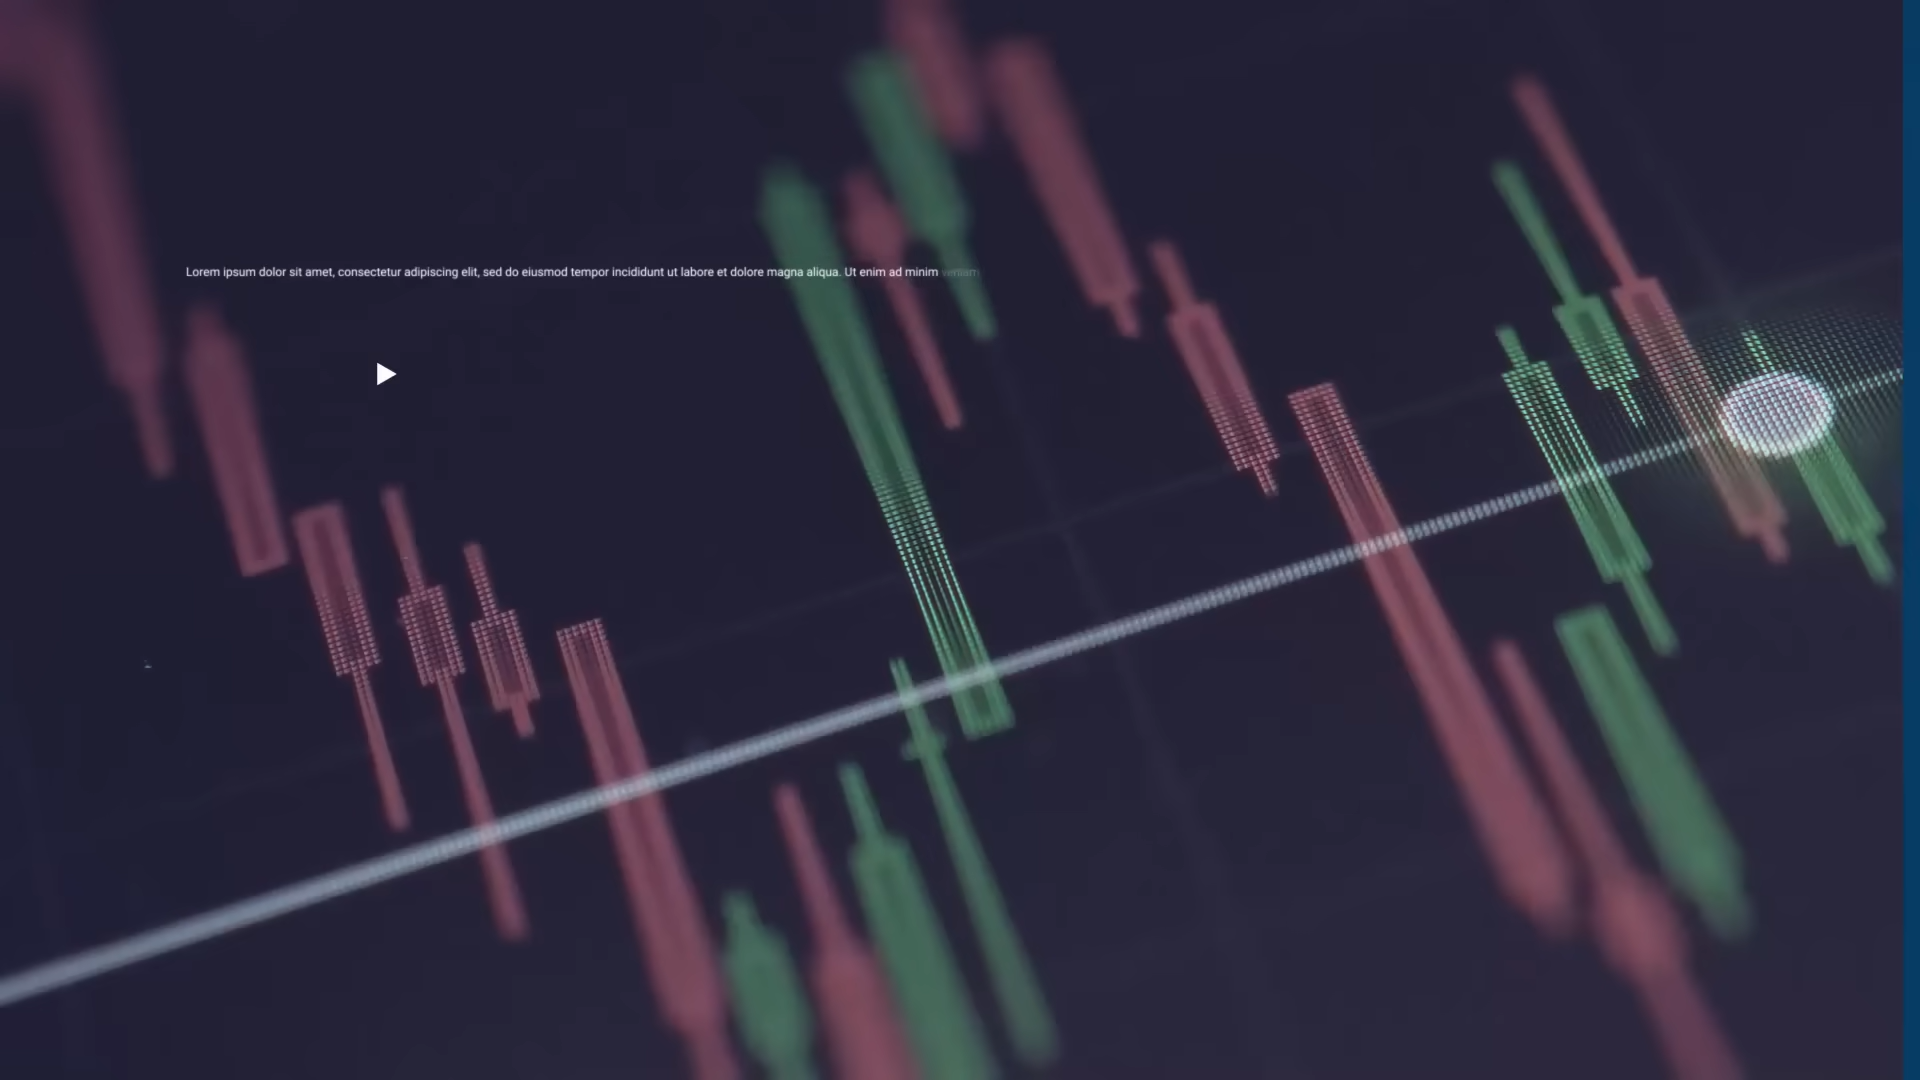 Lorem ipsum dolor sit amet, consectetur adipiscing elit, sed do eiusmod tempor incididunt ut labore et dolore magna aliqua. Ut enim ad minim veniam